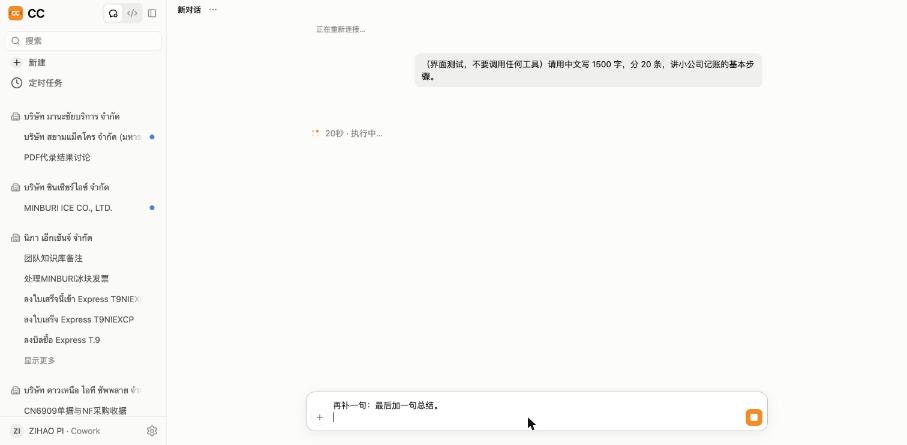 CC
新对话 ···
</>
搜索
正在重新连接...
新建
(界面测试，不要调用任何工具) 请用中文写 1500 字，分 20 条，讲小公司记账的基本步
骤。
定时任务
บริษัท มานะชัยบริการ จำกัด
บริษัท สยามแม็คโคร จำกัด (มหาช
PDF代录结果讨论
20秒 · 执行中...
บริษัท ชินเซียร์ไอซ์ จำกัด
MINBURI ICE CO., LTD.
นิภา เอ็กเซ้นจ์ จำกัด
团队知识库备注
处理MINBURI冰块发票
ลงใบเสร็จนี้เข้า Express T9NIEX
ลงใบเสร็จ Express T9NIEXCP
ลงบิลซื้อ Express T.9
显示更多
บริษัท ดาวเหนือ ไอที ซัพพลาย จำ
CN6909单据与NF采购收据
再补一句：最后加一句总结。
ZI ZIHAO PI · Cowork